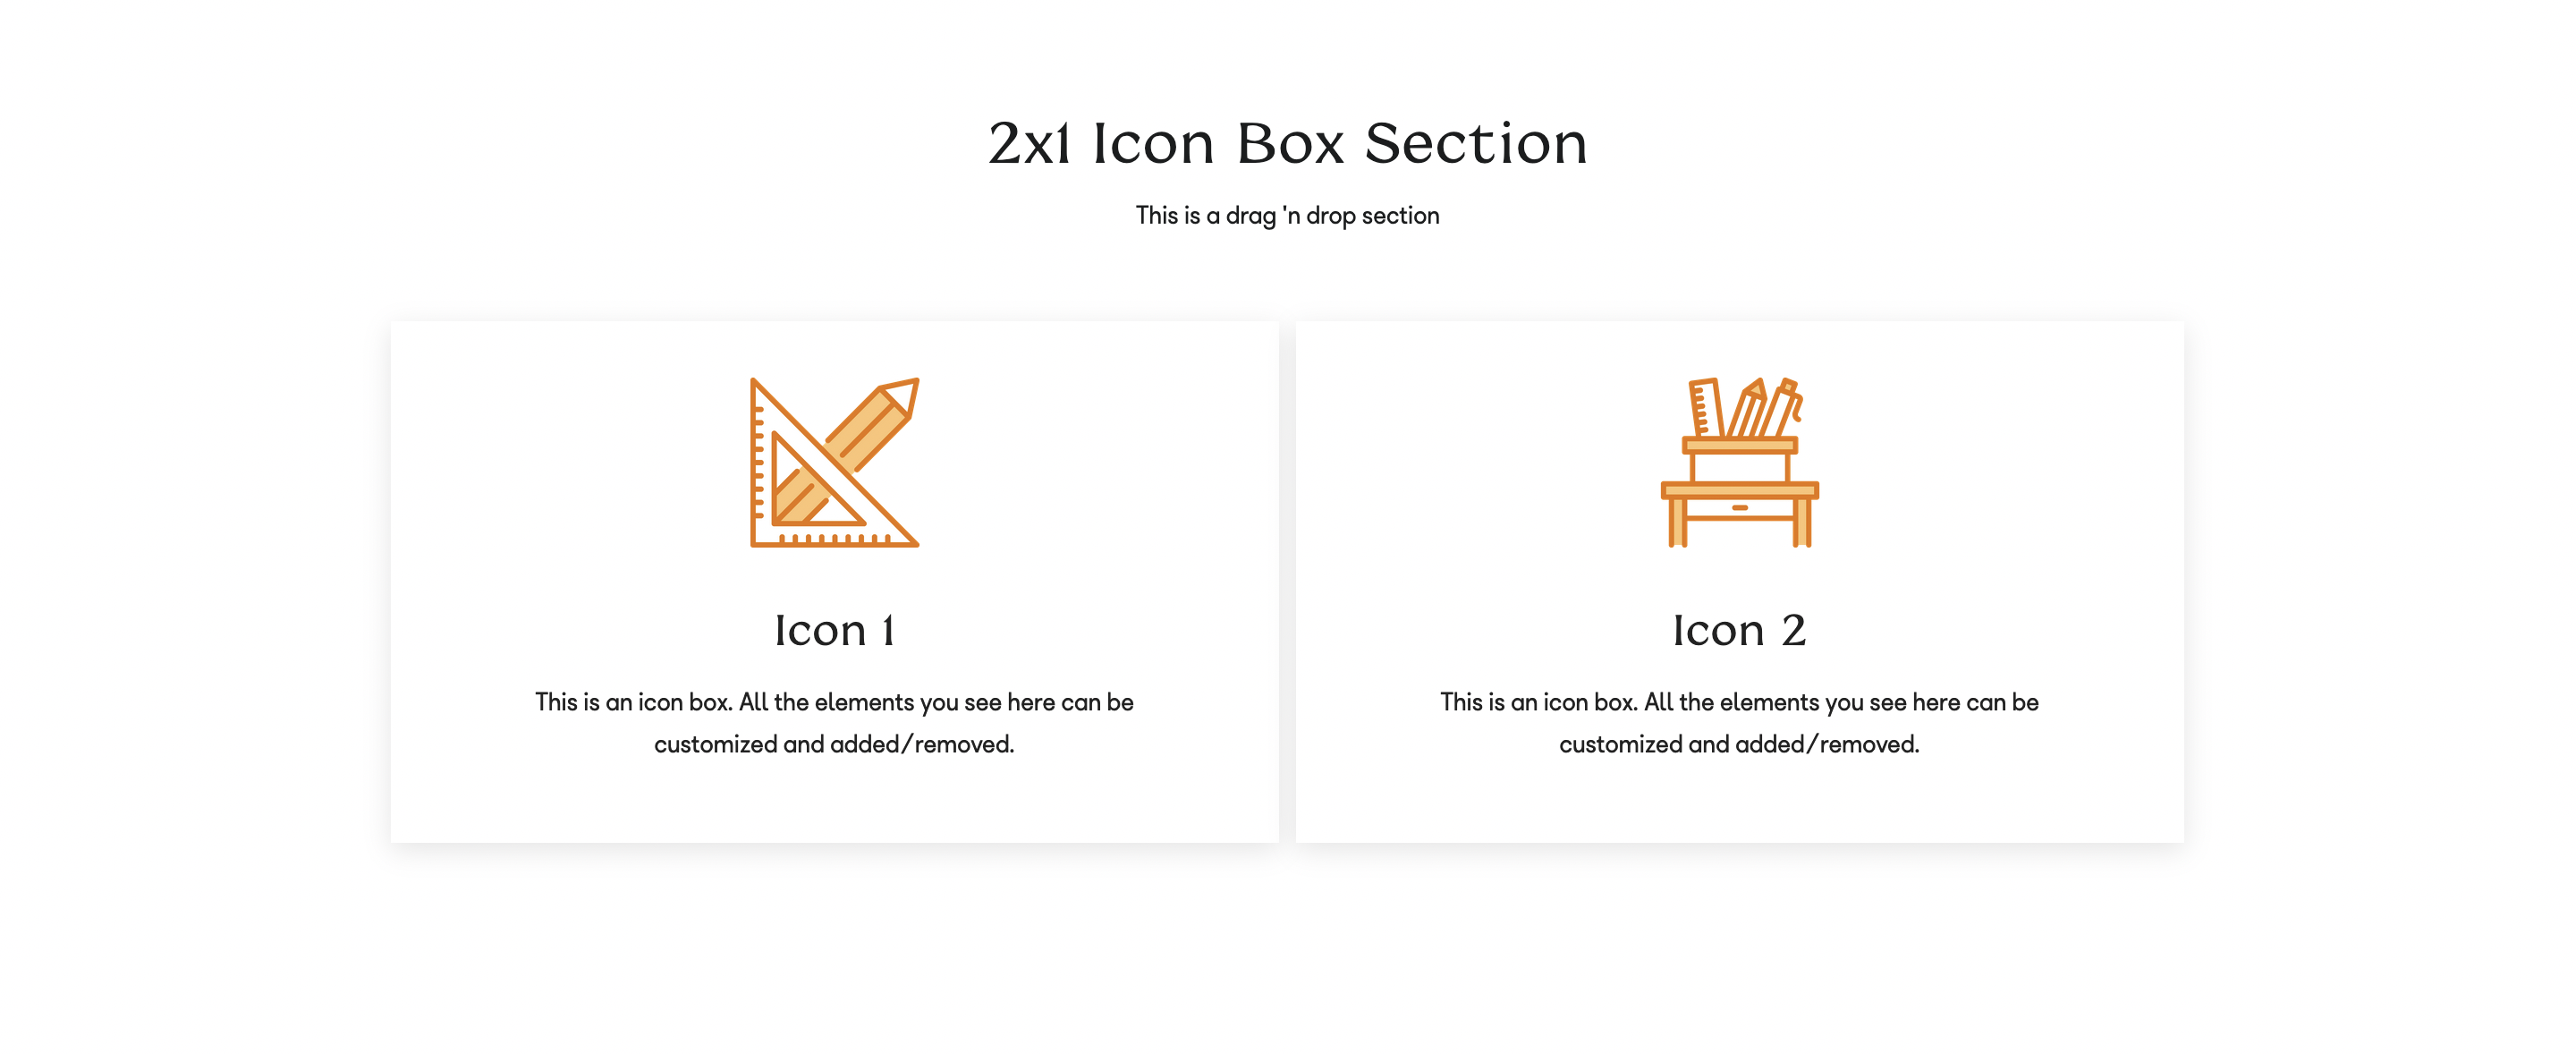 2x1 Icon Box Section
This is a drag 'n drop section
Icon 1
This is an icon box. All the elements you see here can be
customized and added/removed.
Icon 2
This is an icon box. All the elements you see here can be
customized and added/removed.